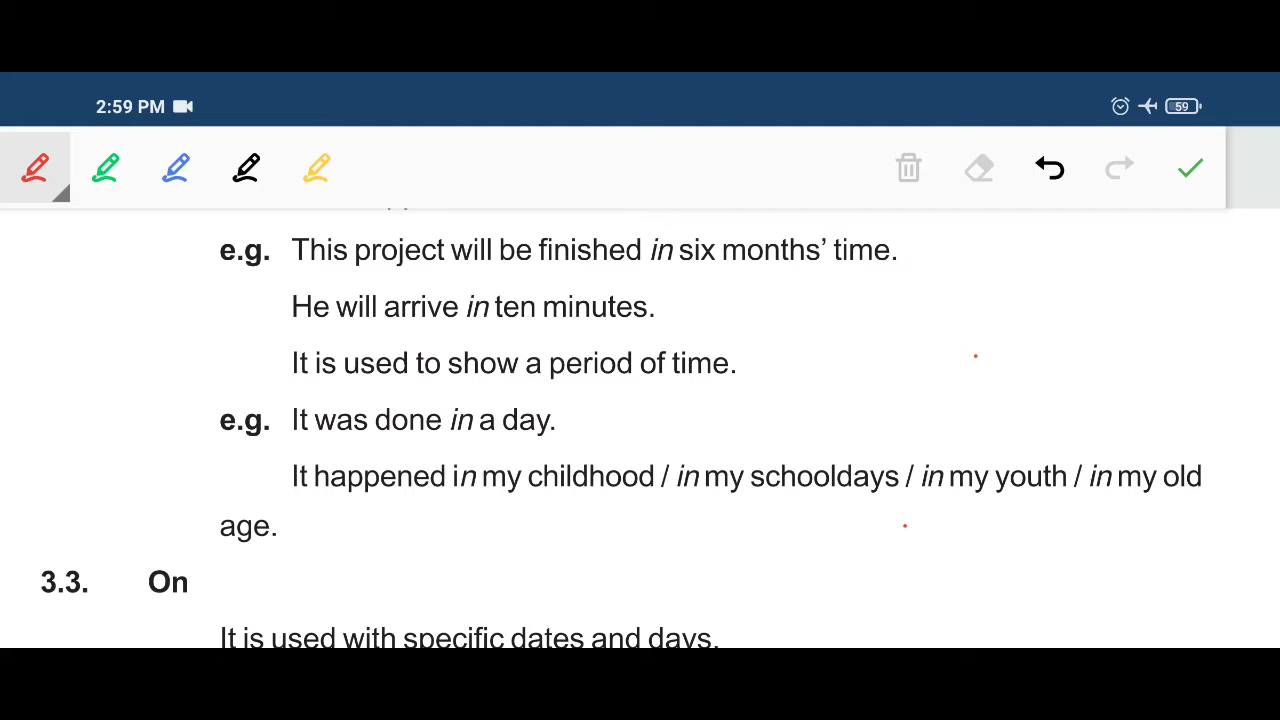 2:59 PM
59
e.g. This project will be finished in six months’ time.
He will arrive in ten minutes.
It is used to show a period of time.
e.g. It was done in a day.
It happened in my childhood / in my schooldays / in my youth / in my old
age.
3.3. On
It is used with specific dates and days.